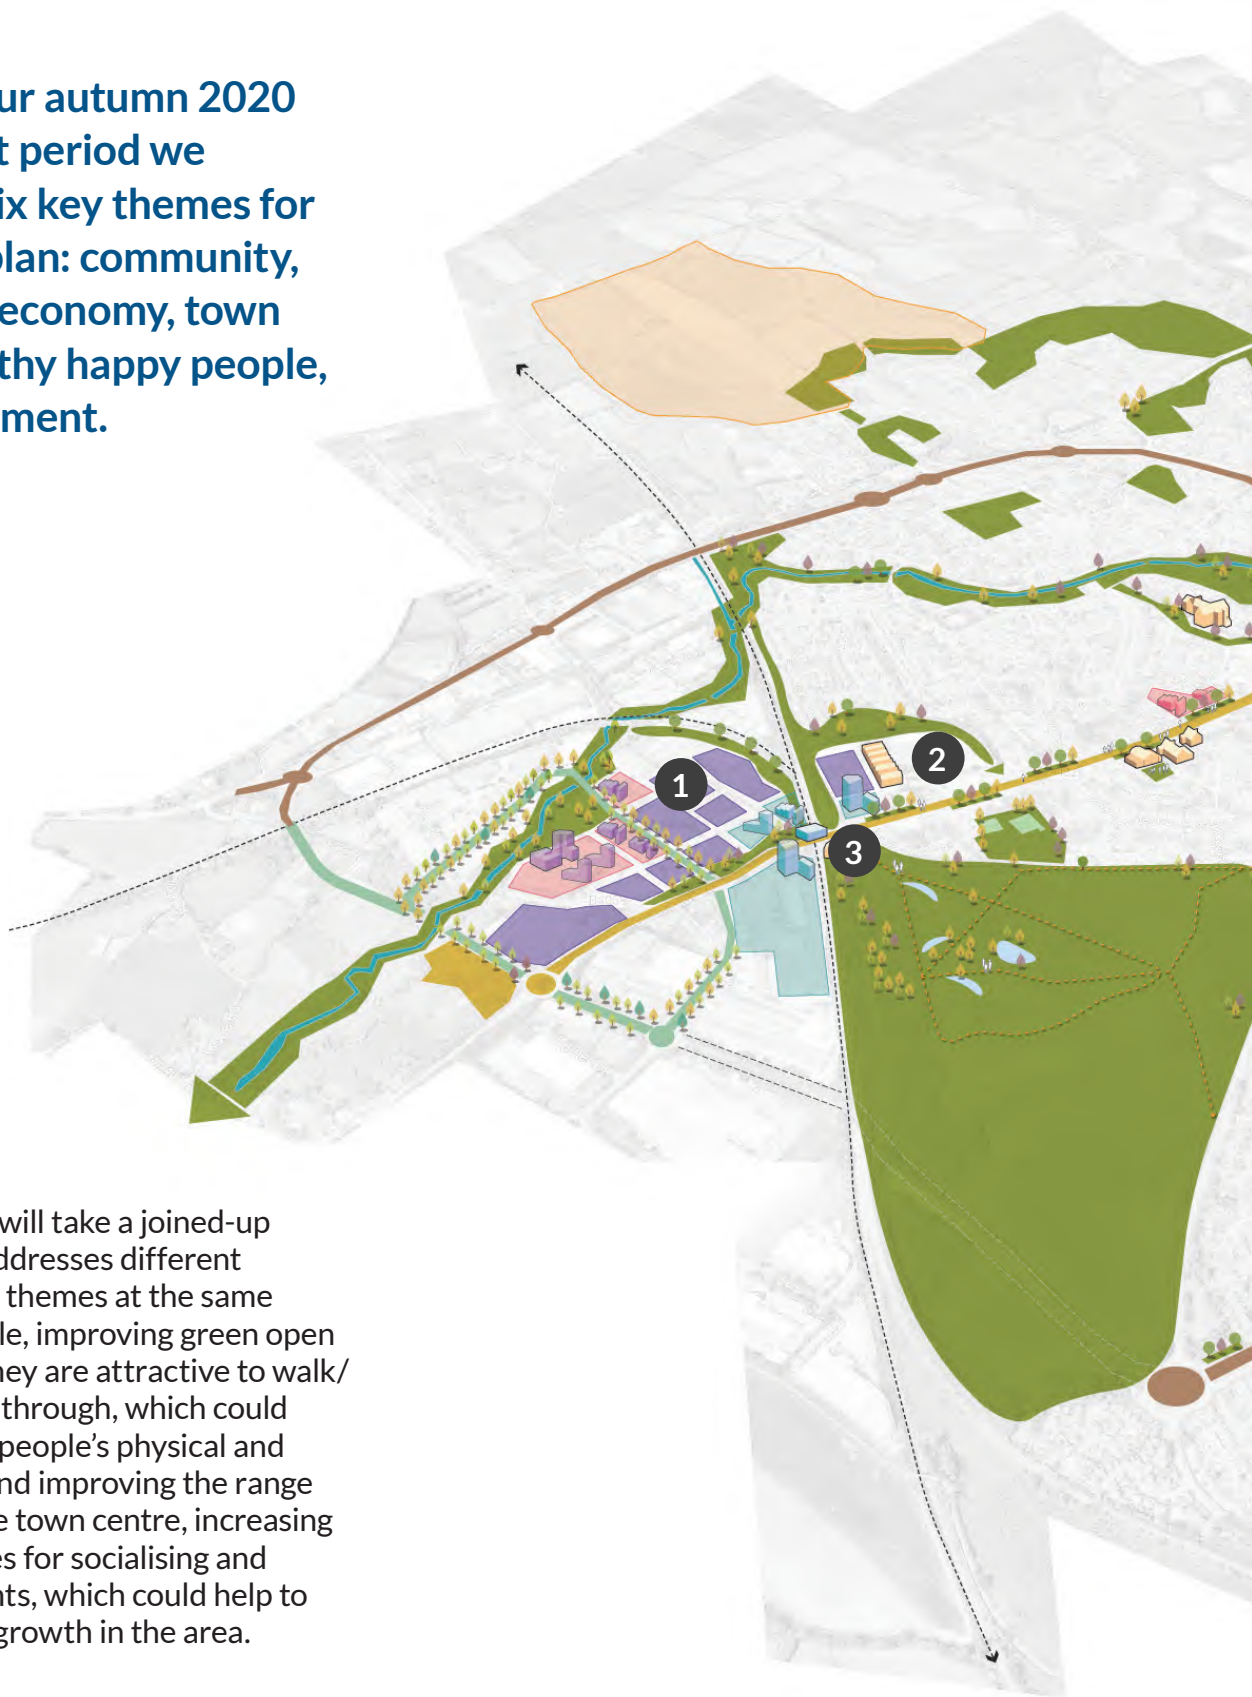 ur autumn 2020
t period we
ix key themes for
plan: community,
economy, town
thy happy people,
ment.
1
2
3
will take a joined-up
ddresses different
themes at the same
le, improving green open
hey are attractive to walk/
through, which could
people's physical and
nd improving the range
e town centre, increasing
es for socialising and
nts, which could help to
growth in the area.